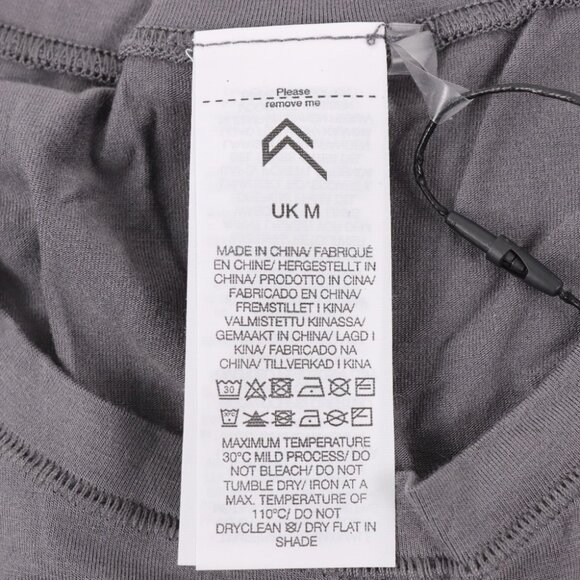 Please
remove me
UK M
MADE IN CHINA/ FABRIQUÉ
EN CHINE/ HERGESTELLT IN
CHINA/ PRODOTTO IN CINA/
FABRICADO EN CHINA/
FREMSTILLET I KINA/
VALMISTETTU KIINASSA/
GEMAAKT IN CHINA/ LAGD I
KINA/ FABRICADO NA
CHINA/ TILLVERKAD I KINA
30
MAXIMUM TEMPERATURE
30°C MILD PROCESS/ DO
NOT BLEACH/ DO NOT
TUMBLE DRY/ IRON AT A
MAX. TEMPERATURE OF
110°C/ DO NOT
DRYCLEAN / DRY FLAT IN
SHADE